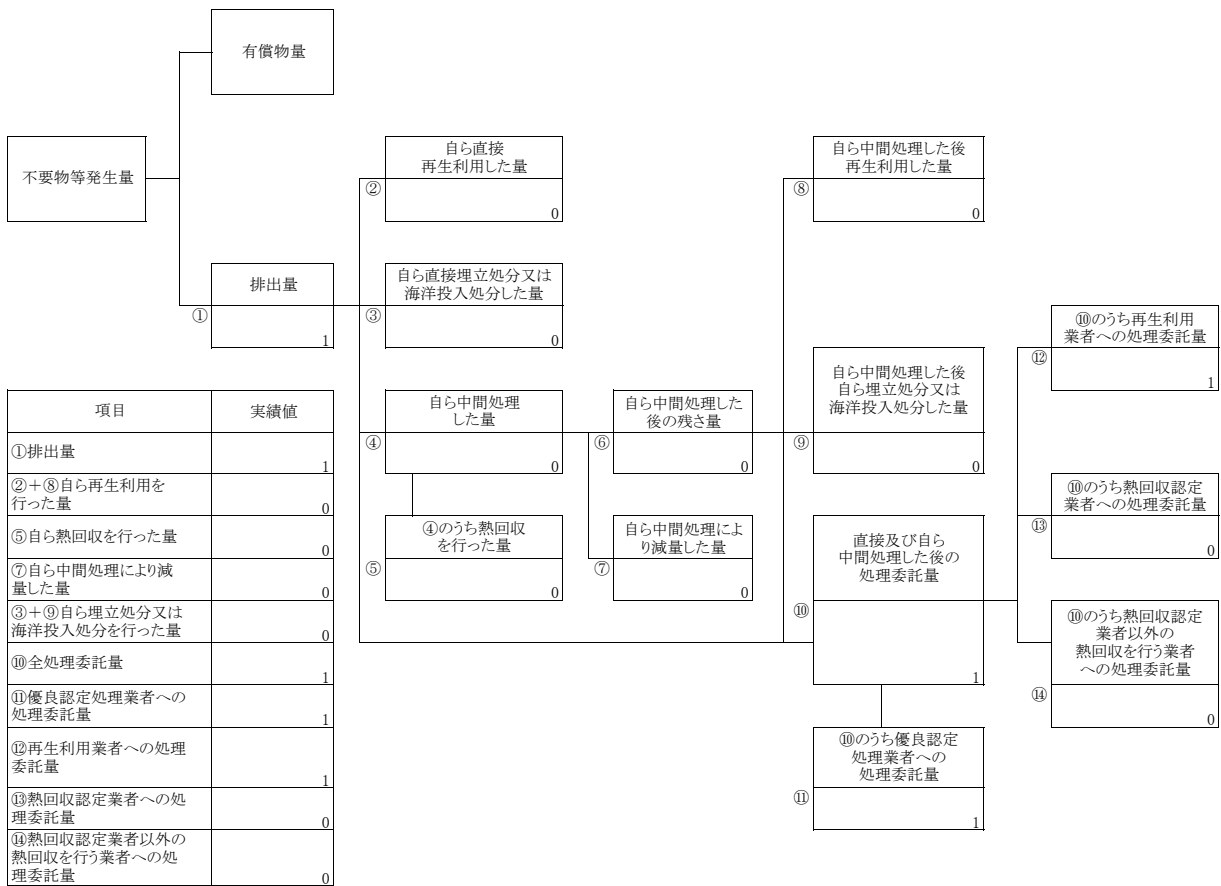 有償物量
不要物等発生量
排出量
①
1
自ら直接
再生利用した量
②
0
自ら直接埋立処分又は
海洋投入処分した量
③
0
自ら中間処理
した量
④
0
④のうち熱回収
を行った量
⑤
0
自ら中間処理した
後の残さ量
⑥
0
自ら中間処理によ
り減量した量
⑦
0
自ら中間処理した後
再生利用した量
⑧
0
自ら中間処理した後
自ら埋立処分又は
海洋投入処分した量
⑨
0
直接及び自ら
中間処理した後の
処理委託量
⑩
1
⑩のうち優良認定
処理業者への
処理委託量
⑪
1
⑩のうち再生利用
業者への処理委託量
⑫
1
⑩のうち熱回収認定
業者への処理委託量
⑬
0
⑩のうち熱回収認定
業者以外の
熱回収を行う業者
への処理委託量
⑭
0
項目 実績値
①排出量 1
②+⑧自ら再生利用を
行った量 0
⑤自ら熱回収を行った量 0
⑦自ら中間処理により減
量した量 0
③+⑨自ら埋立処分又は
海洋投入処分を行った量 0
⑩全処理委託量 1
⑪優良認定処理業者への
処理委託量 1
⑫再生利用業者への処理
委託量 1
⑬熱回収認定業者への処
理委託量 0
⑭熱回収認定業者以外の
熱回収を行う業者への処
理委託量 0